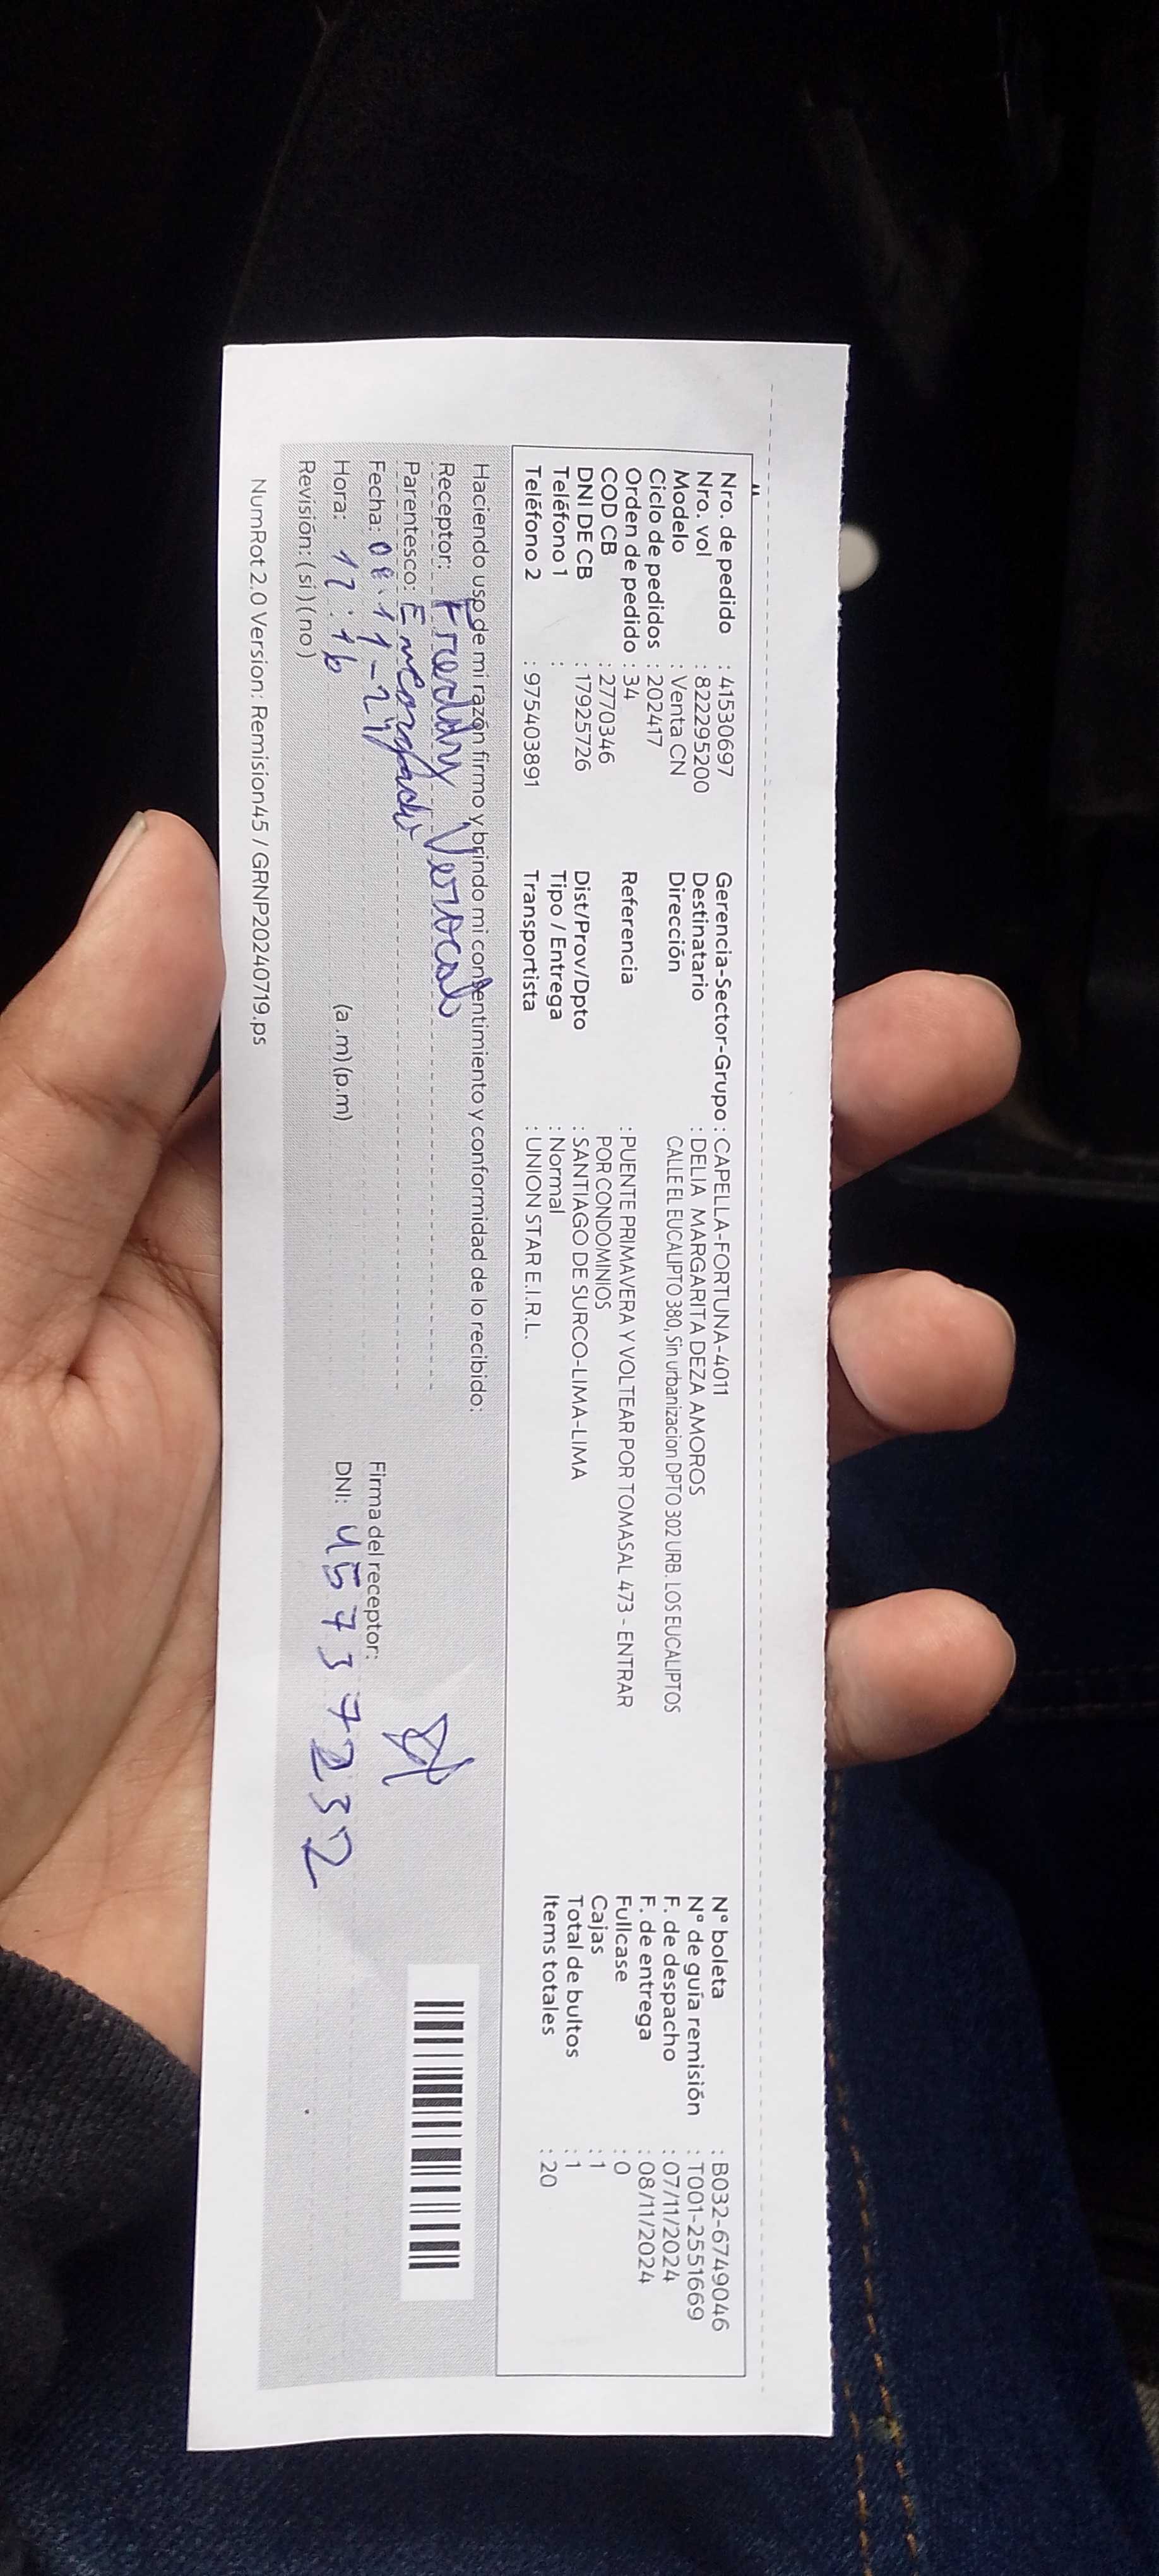 Nro. de pedido : 41530697
Nro. vol : 8222295200
Modelo : Venta CN
Ciclo de pedidos : 202417
Orden de pedido : 34
COD CB : 2770346
DNI DE CB : 17925726
Teléfono 1 :
Teléfono 2 : 975403891
Gerencia-Sector-Grupo : CAPELLA-FORTUNA-4011
Destinatario : DELIA MARGARITA DEZA AMOROS
Dirección CALLE EL EUCALIPTO 380, Sin urbanizacion DPTO 302 URB. LOS EUCALIPTOS
Referencia : PUENTE PRIMAVERA Y VOLTEAR POR TOMASAL 473 - ENTRAR
POR CONDOMINIOS
Dist/Prov/Dpto : SANTIAGO DE SURCO-LIMA-LIMA
Tipo / Entrega : Normal
Transportista : UNION STAR E.I.R.L.
N° boleta : B032-6749046
N° de guía remisión : T001-2551669
F. de despacho : 07/11/2024
F. de entrega : 08/11/2024
Fullcase : 0
Cajas : 1
Total de bultos : 1
Items totales : 20
Haciendo uso de mi razón firmo y brindo mi consentimiento y conformidad de lo recibido:
Receptor: Freddy
Parentesco: Encargado
Fecha: 08-11-24
Hora: (a.m) (p.m)
Revisión: ( si ) ( no )
Firma del receptor:
DNI: 45737232
NumRot 2.0 Version: Remision45 / GRNP20240719.ps